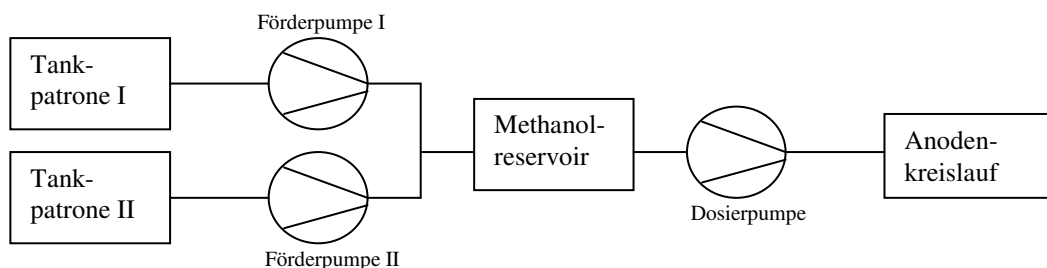 Förderpumpe I
Tank-
patrone I
Methanol-
reservoir
Anoden-
kreislauf
Tank-
patrone II
Dosierpumpe
Förderpumpe II